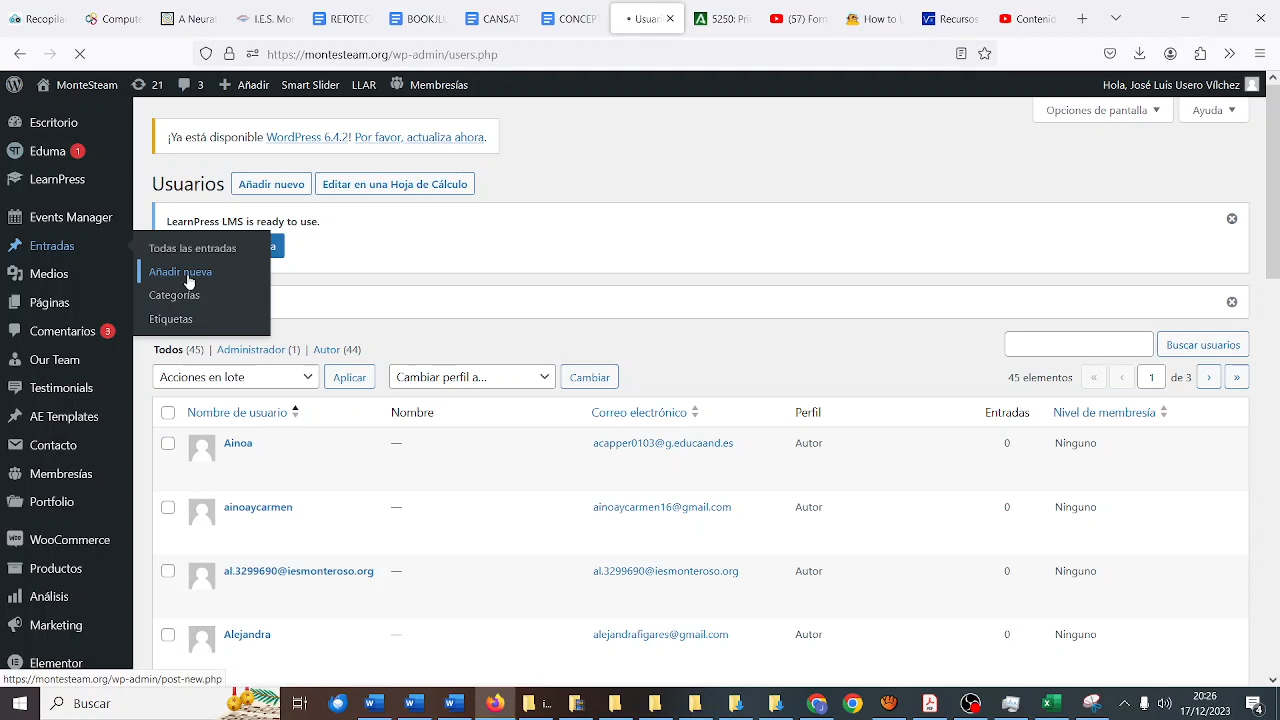 Comput
A Nebul
I.E.S. Mo
RETOTEC
BOOKJL
CANSAT
CONCEPT
Usuar
5250:Pl
(57) For
How to
Recursos
Contenio
https://montesteam.org/wp-admin/users.php
MonteSteam
21
3
Añadir
Smart Slider
LLAR
Membresías
Hola, José Luis Usero Vílchez
Escritorio
Eduma 1
LearnPress
Events Manager
Entradas
Medios
Páginas
Comentarios 3
Our Team
Testimonials
AE Templates
Contacto
Membresías
Portfolio
WooCommerce
Productos
Análisis
Marketing
Elementor
Todas las entradas
Añadir nueva
Categorías
Etiquetas
Opciones de pantalla
Ayuda
¡Ya está disponible WordPress 6.4.2! Por favor, actualiza ahora.
Usuarios
Añadir nuevo
Editar en una Hoja de Cálculo
LearnPress LMS is ready to use.
a
Todos (45) | Administrador (1) | Autor (44)
Buscar usuarios
Acciones en lote
Aplicar
Cambiar perfil a...
Cambiar
45 elementos « ‹ 1 de 3 › »
Nombre de usuario Nombre Correo electrónico Perfil Entradas Nivel de membresía
Ainoa — acapper0103@g.educaand.es Autor 0 Ninguno
ainoaycarmen — ainoaycarmen16@gmail.com Autor 0 Ninguno
al.3299690@iesmonteroso.org — al.3299690@iesmonteroso.org Autor 0 Ninguno
Alejandra — alejandrafigares@gmail.com Autor 0 Ninguno
https://montesteam.org/wp-admin/post-new.php
Buscar
20:26
17/12/2023